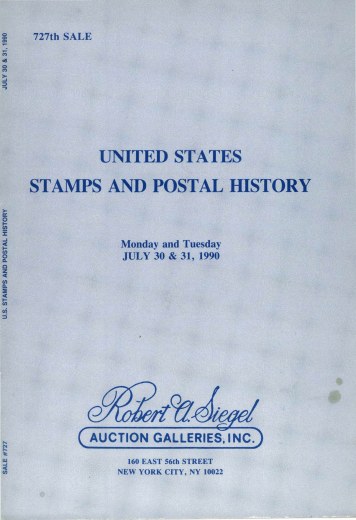 727th SALE
UNITED STATES
STAMPS AND POSTAL HISTORY
Monday and Tuesday
JULY 30 & 31, 1990
Robert A. Siegel
AUCTION GALLERIES, INC.
160 EAST 56th STREET
NEW YORK CITY, NY 10022
JULY 30 & 31, 1990
U.S. STAMPS AND POSTAL HISTORY
SALE #727